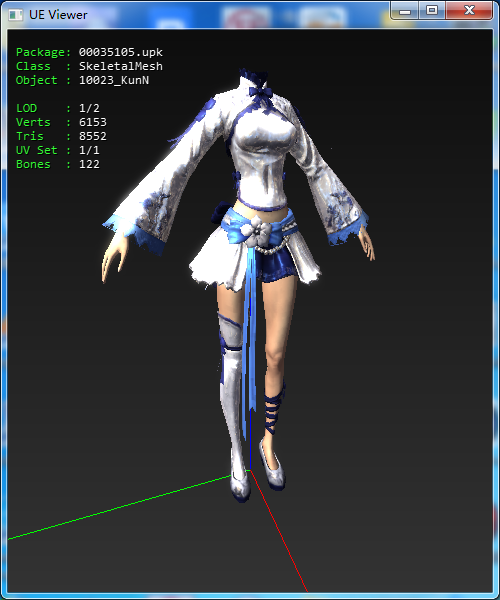 UE Viewer
Package: 00035105.upk
Class  : SkeletalMesh
Object : 10023_KunN
LOD    : 1/2
Verts  : 6153
Tris   : 8552
UV Set : 1/1
Bones  : 122